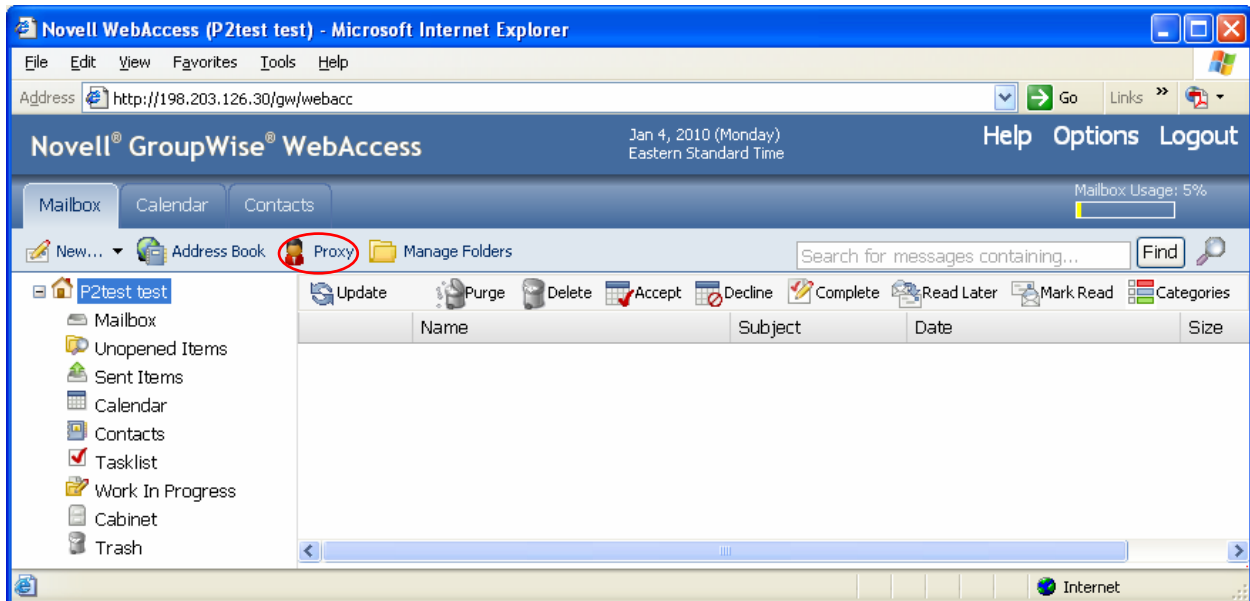 Novell WebAccess (P2test test) - Microsoft Internet Explorer
File Edit View Favorites Tools Help
Address http://198.203.126.30/gw/webacc Go Links »
Novell® GroupWise® WebAccess
Jan 4, 2010 (Monday)
Eastern Standard Time
Help Options Logout
Mailbox Calendar Contacts
Mailbox Usage: 5%
New... Address Book Proxy Manage Folders
Search for messages containing... Find
P2test test
Mailbox
Unopened Items
Sent Items
Calendar
Contacts
Tasklist
Work In Progress
Cabinet
Trash
Update Purge Delete Accept Decline Complete Read Later Mark Read Categories
Name Subject Date Size
Internet